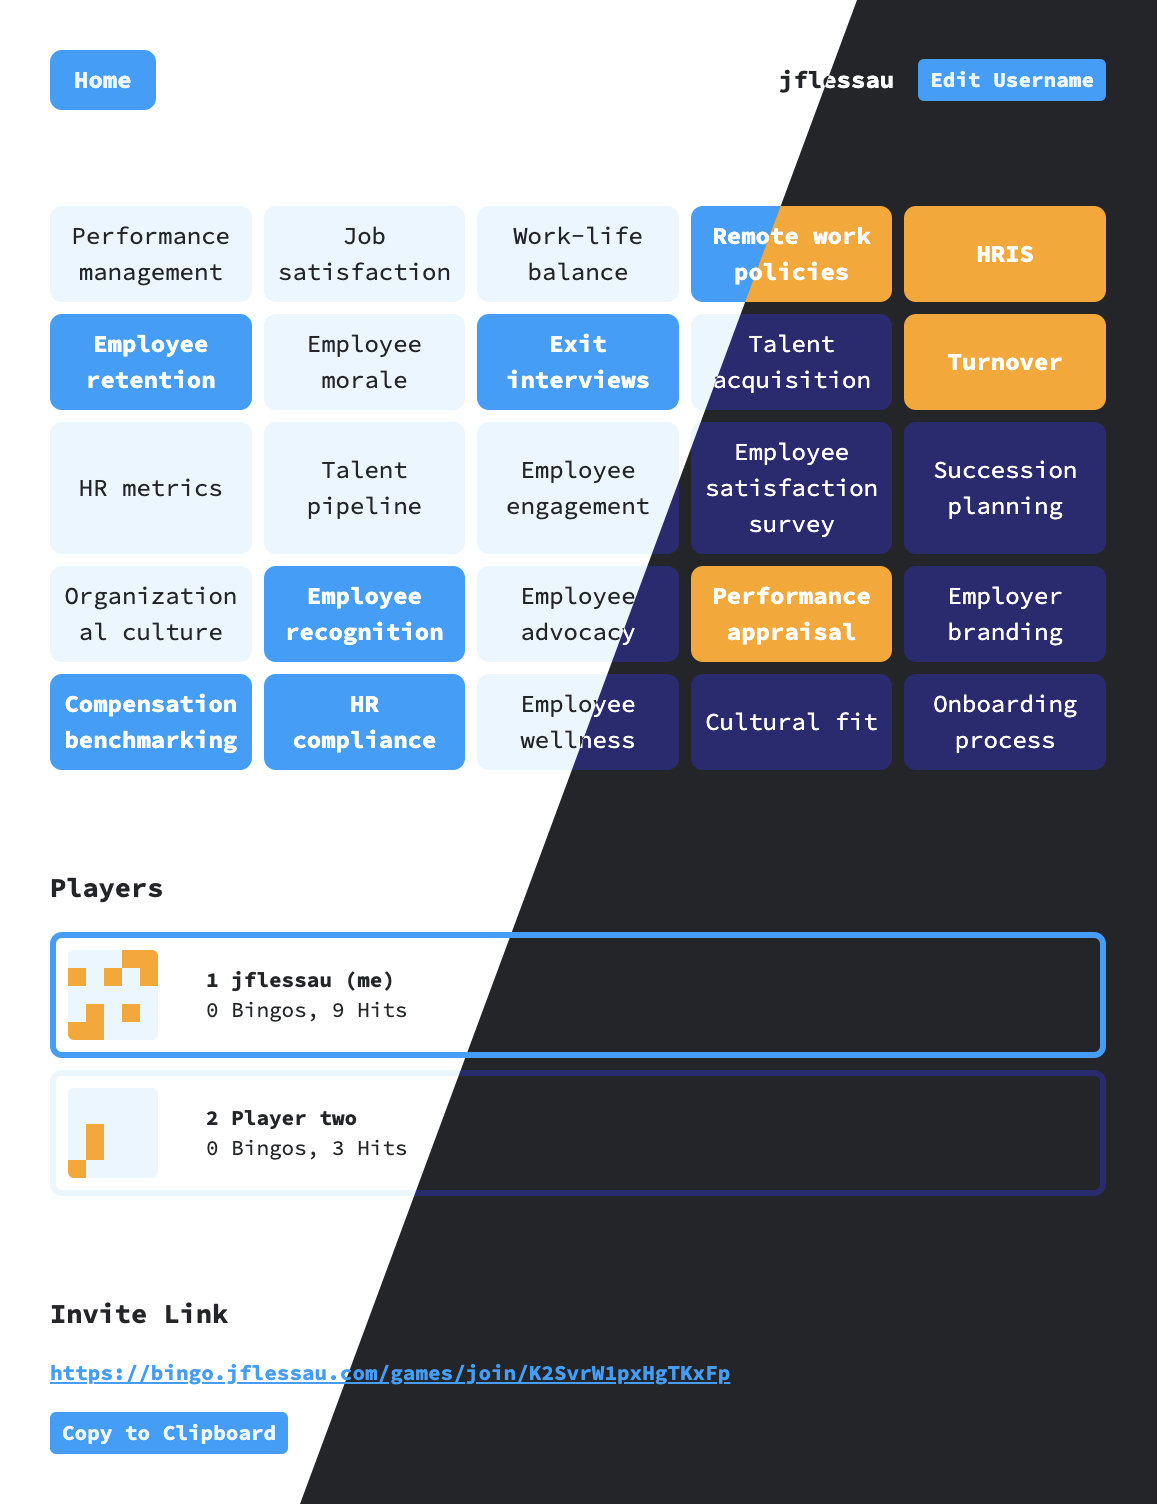 Home
jflessau
Edit Username
Performance
management
Job
satisfaction
Work-life
balance
Remote work
policies
HRIS
Employee
retention
Employee
morale
Exit
interviews
Talent
acquisition
Turnover
HR metrics
Talent
pipeline
Employee
engagement
Employee
satisfaction
survey
Succession
planning
Organization
al culture
Employee
recognition
Employee
advocacy
Performance
appraisal
Employer
branding
Compensation
benchmarking
HR
compliance
Employee
wellness
Cultural fit
Onboarding
process
Players
1 jflessau (me)
0 Bingos, 9 Hits
2 Player two
0 Bingos, 3 Hits
Invite Link
https://bingo.jflessau.com/games/join/K2SvrW1pxHgTKxFp
Copy to Clipboard